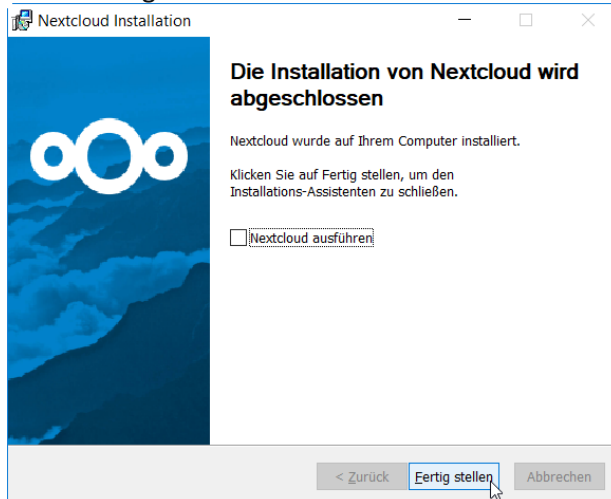 Nextcloud Installation
Die Installation von Nextcloud wird
abgeschlossen
Nextcloud wurde auf Ihrem Computer installiert.
Klicken Sie auf Fertig stellen, um den
Installations-Assistenten zu schließen.
Nextcloud ausführen
< Zurück
Fertig stellen
Abbrechen